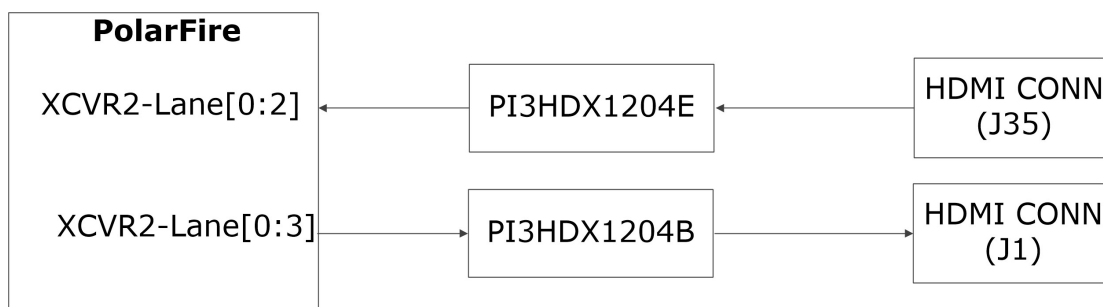 PolarFire
XCVR2-Lane[0:2]
PI3HDX1204E
HDMI CONN
(J35)
XCVR2-Lane[0:3]
PI3HDX1204B
HDMI CONN
(J1)